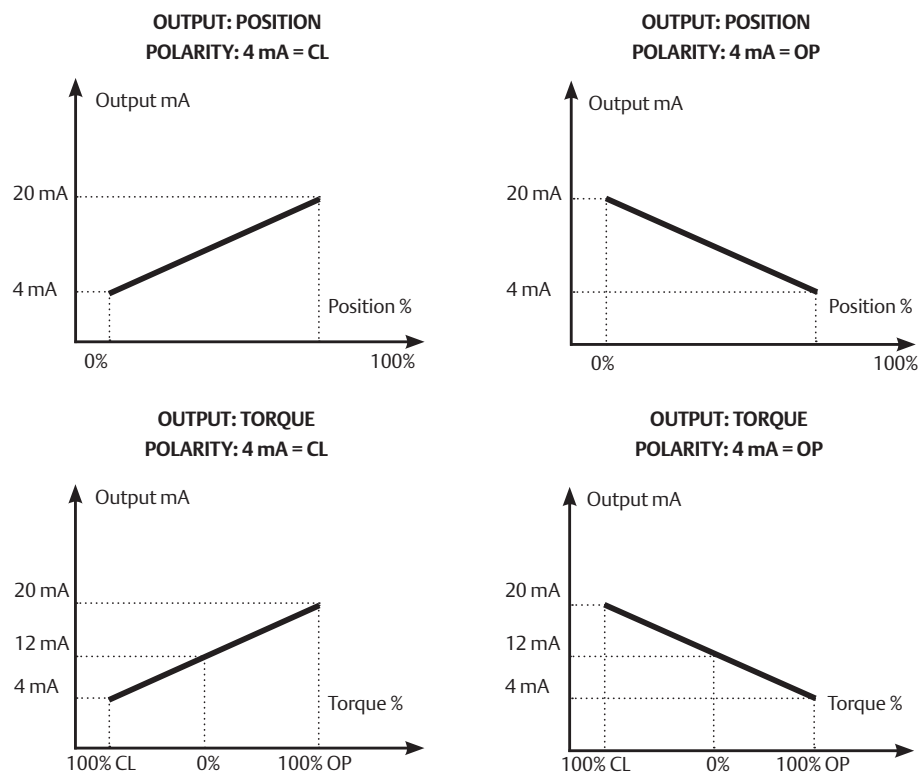 OUTPUT: POSITION
POLARITY: 4 mA = CL
Output mA
20 mA
4 mA
Position %
0%
100%
OUTPUT: POSITION
POLARITY: 4 mA = OP
Output mA
20 mA
4 mA
Position %
0%
100%
OUTPUT: TORQUE
POLARITY: 4 mA = CL
Output mA
20 mA
12 mA
4 mA
Torque %
100% CL
0%
100% OP
OUTPUT: TORQUE
POLARITY: 4 mA = OP
Output mA
20 mA
12 mA
4 mA
Torque %
100% CL
0%
100% OP